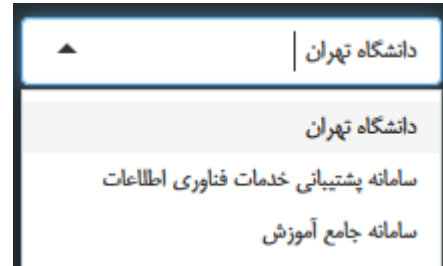 دانشگاه تهران
دانشگاه تهران
سامانه پشتیبانی خدمات فناوری اطلاعات
سامانه جامع آموزش